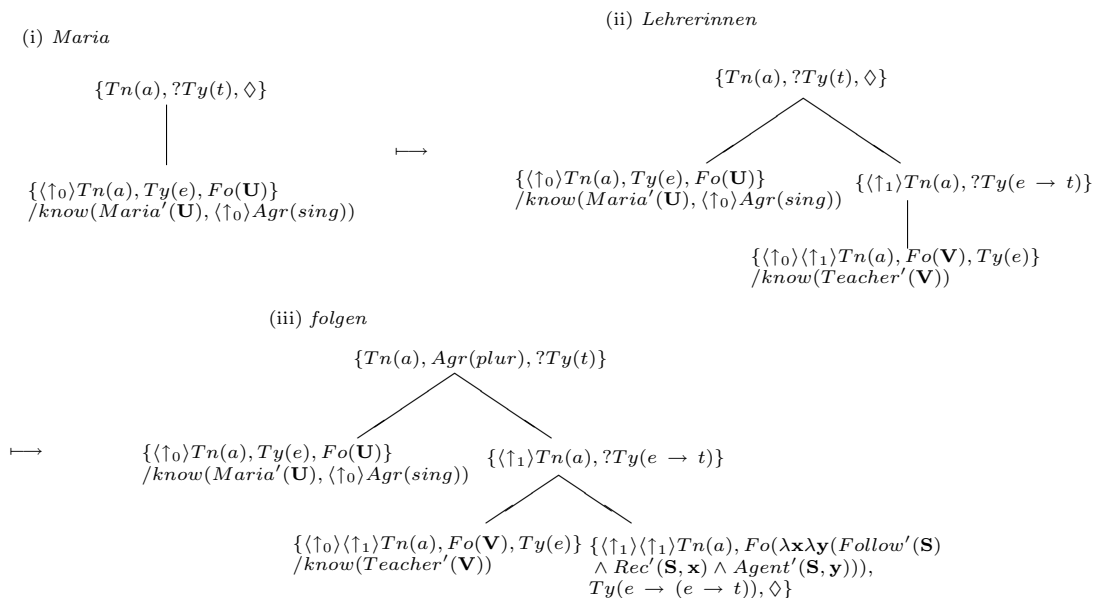 (i) Maria
{Tn(a), ?Ty(t), ♢}
{⟨↑₀⟩Tn(a), Ty(e), Fo(U)}
/know(Maria′(U), ⟨↑₀⟩Agr(sing))
⟼
(ii) Lehrerinnen
{Tn(a), ?Ty(t), ♢}
{⟨↑₀⟩Tn(a), Ty(e), Fo(U)}
/know(Maria′(U), ⟨↑₀⟩Agr(sing))
{⟨↑₁⟩Tn(a), ?Ty(e → t)}
{⟨↑₀⟩⟨↑₁⟩Tn(a), Fo(V), Ty(e)}
/know(Teacher′(V))
(iii) folgen
{Tn(a), Agr(plur), ?Ty(t)}
⟼
{⟨↑₀⟩Tn(a), Ty(e), Fo(U)}
/know(Maria′(U), ⟨↑₀⟩Agr(sing))
{⟨↑₁⟩Tn(a), ?Ty(e → t)}
{⟨↑₀⟩⟨↑₁⟩Tn(a), Fo(V), Ty(e)}
/know(Teacher′(V))
{⟨↑₁⟩⟨↑₁⟩Tn(a), Fo(λxλy(Follow′(S)
∧ Rec′(S, x) ∧ Agent′(S, y))),
Ty(e → (e → t)), ♢}